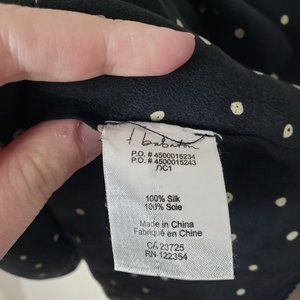 f. babaton
P.O. # 4500015234
P.O. # 4500015243
/DC1
100% Silk
100% Soie
Made in China
Fabriqué en Chine
CA 23725
RN 122354